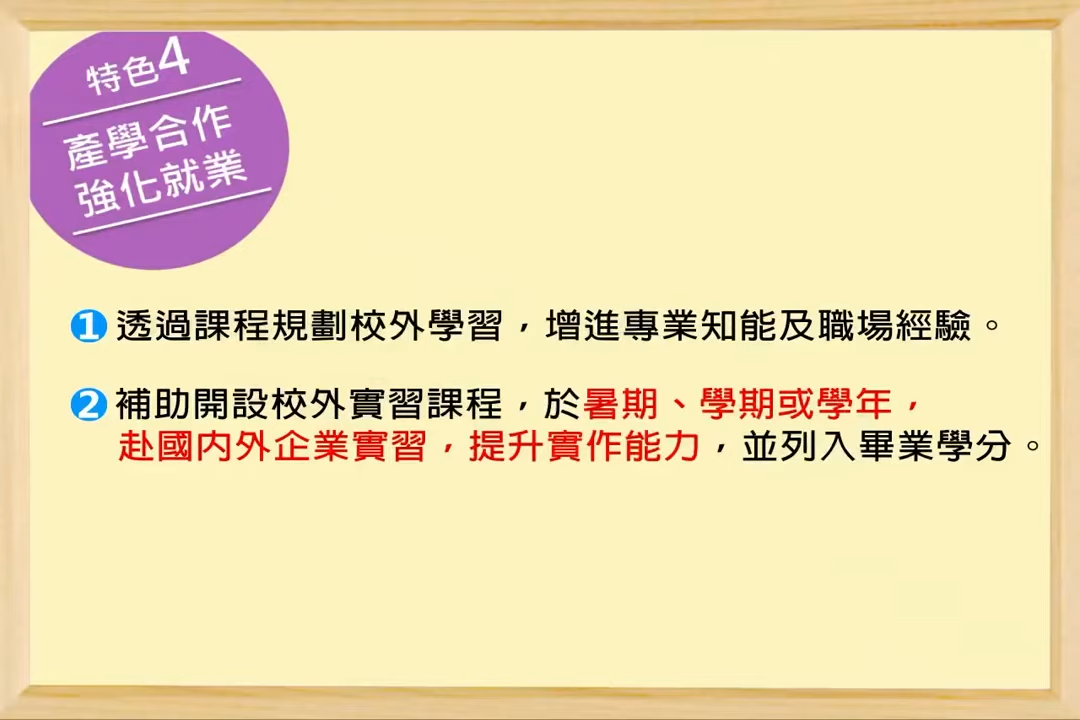 特色4
產學合作
強化就業
1 透過課程規劃校外學習，增進專業知能及職場經驗。
2 補助開設校外實習課程，於暑期、學期或學年，
赴國內外企業實習，提升實作能力，並列入畢業學分。